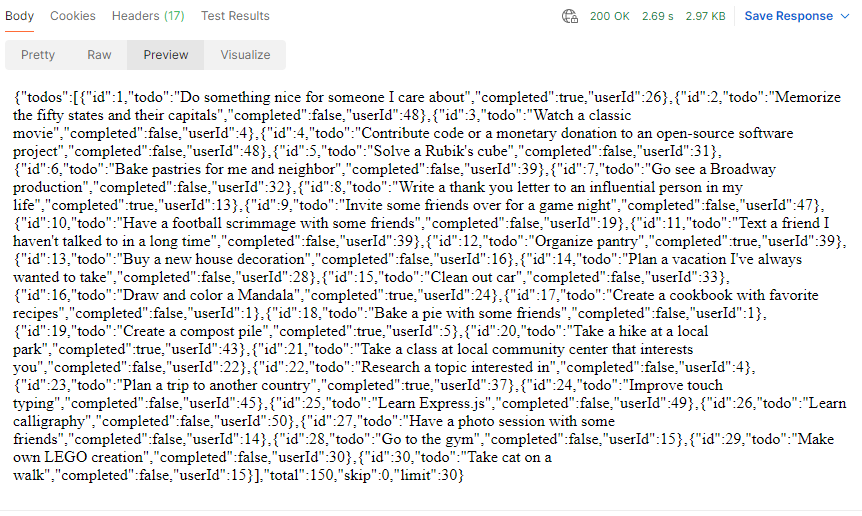 Body Cookies Headers (17) Test Results 200 OK 2.69 s 2.97 KB Save Response
Pretty Raw Preview Visualize
{"todos":[{"id":1,"todo":"Do something nice for someone I care about","completed":true,"userId":26},{"id":2,"todo":"Memorize
the fifty states and their capitals","completed":false,"userId":48},{"id":3,"todo":"Watch a classic
movie","completed":false,"userId":4},{"id":4,"todo":"Contribute code or a monetary donation to an open-source software
project","completed":false,"userId":48},{"id":5,"todo":"Solve a Rubik's cube","completed":false,"userId":31},
{"id":6,"todo":"Bake pastries for me and neighbor","completed":false,"userId":39},{"id":7,"todo":"Go see a Broadway
production","completed":false,"userId":32},{"id":8,"todo":"Write a thank you letter to an influential person in my
life","completed":true,"userId":13},{"id":9,"todo":"Invite some friends over for a game night","completed":false,"userId":47},
{"id":10,"todo":"Have a football scrimmage with some friends","completed":false,"userId":19},{"id":11,"todo":"Text a friend I
haven't talked to in a long time","completed":false,"userId":39},{"id":12,"todo":"Organize pantry","completed":true,"userId":39},
{"id":13,"todo":"Buy a new house decoration","completed":false,"userId":16},{"id":14,"todo":"Plan a vacation I've always
wanted to take","completed":false,"userId":28},{"id":15,"todo":"Clean out car","completed":false,"userId":33},
{"id":16,"todo":"Draw and color a Mandala","completed":true,"userId":24},{"id":17,"todo":"Create a cookbook with favorite
recipes","completed":false,"userId":1},{"id":18,"todo":"Bake a pie with some friends","completed":false,"userId":1},
{"id":19,"todo":"Create a compost pile","completed":true,"userId":5},{"id":20,"todo":"Take a hike at a local
park","completed":true,"userId":43},{"id":21,"todo":"Take a class at local community center that interests
you","completed":false,"userId":22},{"id":22,"todo":"Research a topic interested in","completed":false,"userId":4},
{"id":23,"todo":"Plan a trip to another country","completed":true,"userId":37},{"id":24,"todo":"Improve touch
typing","completed":false,"userId":45},{"id":25,"todo":"Learn Express.js","completed":false,"userId":49},{"id":26,"todo":"Learn
calligraphy","completed":false,"userId":50},{"id":27,"todo":"Have a photo session with some
friends","completed":false,"userId":14},{"id":28,"todo":"Go to the gym","completed":false,"userId":15},{"id":29,"todo":"Make
own LEGO creation","completed":false,"userId":30},{"id":30,"todo":"Take cat on a
walk","completed":false,"userId":15}],"total":150,"skip":0,"limit":30}